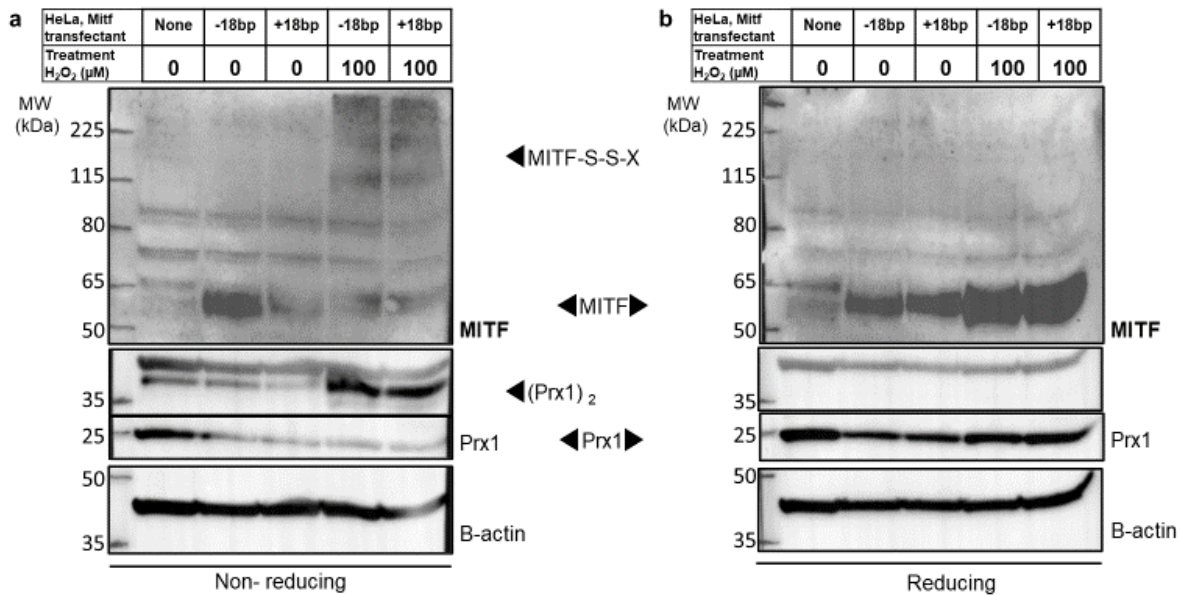 a
HeLa, Mitf transfectant None -18bp +18bp -18bp +18bp
Treatment H₂O₂ (µM) 0 0 0 100 100
MW
(kDa)
225
115
80
65
50
MITF
35
25
Prx1
50
35
B-actin
Non- reducing
MITF-S-S-X
MITF
(Prx1) ₂
Prx1
b
HeLa, Mitf transfectant None -18bp +18bp -18bp +18bp
Treatment H₂O₂ (µM) 0 0 0 100 100
MW
(kDa)
225
115
80
65
50
MITF
35
25
Prx1
50
35
B-actin
Reducing